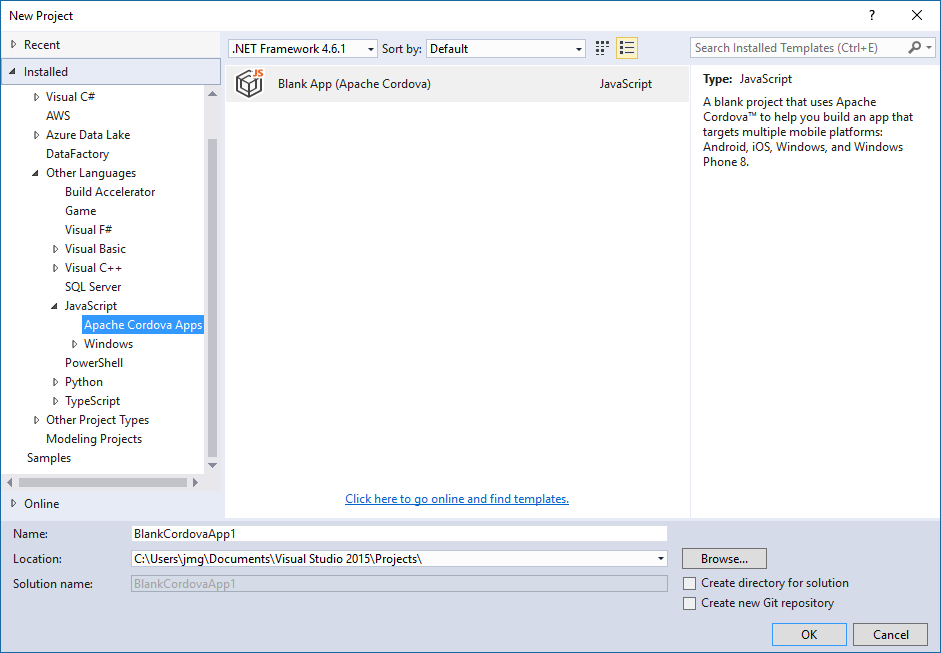 New Project
?
Recent
.NET Framework 4.6.1
Sort by:
Default
Search Installed Templates (Ctrl+E)
Installed
Visual C#
AWS
Azure Data Lake
DataFactory
Other Languages
Build Accelerator
Game
Visual F#
Visual Basic
Visual C++
SQL Server
JavaScript
Apache Cordova Apps
Windows
PowerShell
Python
TypeScript
Other Project Types
Modeling Projects
Samples
Online
JS
Blank App (Apache Cordova)
JavaScript
Click here to go online and find templates.
Type: JavaScript
A blank project that uses Apache
Cordova™ to help you build an app that
targets multiple mobile platforms:
Android, iOS, Windows, and Windows
Phone 8.
Name:
BlankCordovaApp1
Location:
C:\Users\jmg\Documents\Visual Studio 2015\Projects\
Browse...
Solution name:
BlankCordovaApp1
Create directory for solution
Create new Git repository
OK
Cancel